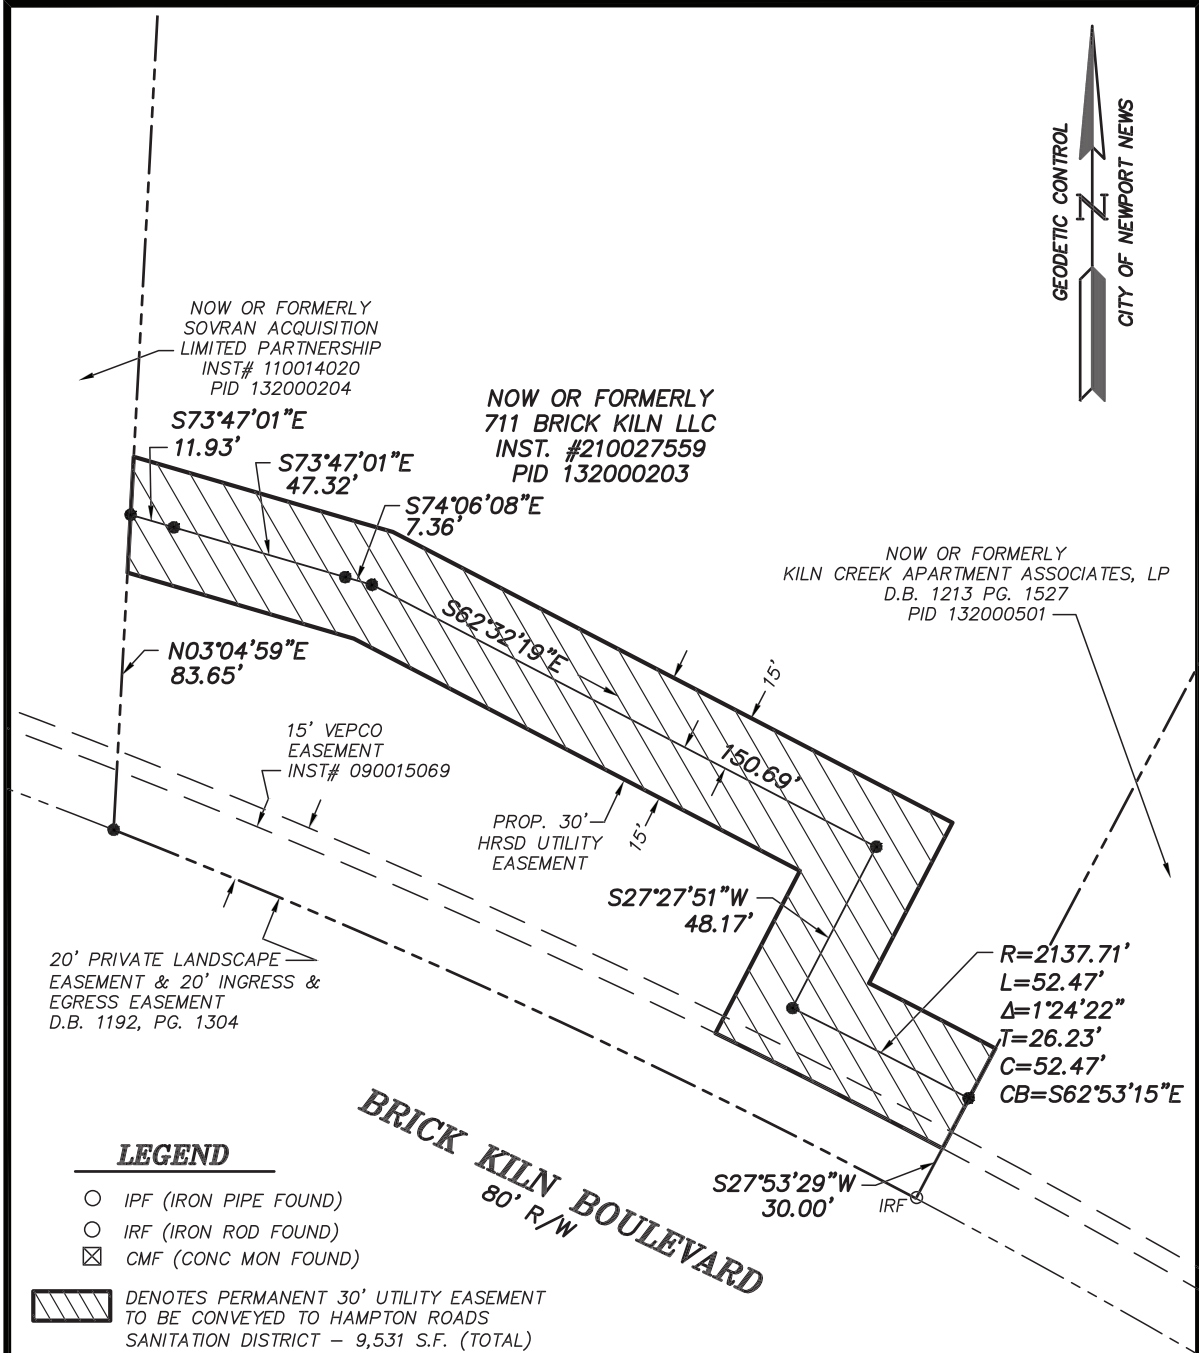 GEODETIC CONTROL
N
CITY OF NEWPORT NEWS
NOW OR FORMERLY
SOVRAN ACQUISITION
LIMITED PARTNERSHIP
INST# 110014020
PID 132000204
NOW OR FORMERLY
711 BRICK KILN LLC
INST. #210027559
PID 132000203
S73°47'01"E
11.93'
S73°47'01"E
47.32'
S74°06'08"E
7.36'
NOW OR FORMERLY
KILN CREEK APARTMENT ASSOCIATES, LP
D.B. 1213 PG. 1527
PID 132000501
S62°32'19"E
150.69'
15'
15'
N03°04'59"E
83.65'
15' VEPCO
EASEMENT
INST# 090015069
PROP. 30'
HRSD UTILITY
EASEMENT
S27°27'51"W
48.17'
20' PRIVATE LANDSCAPE
EASEMENT & 20' INGRESS &
EGRESS EASEMENT
D.B. 1192, PG. 1304
R=2137.71'
L=52.47'
Δ=1°24'22"
T=26.23'
C=52.47'
CB=S62°53'15"E
S27°53'29"W
30.00'
IRF
BRICK KILN BOULEVARD
80' R/W
LEGEND
IPF (IRON PIPE FOUND)
IRF (IRON ROD FOUND)
CMF (CONC MON FOUND)
DENOTES PERMANENT 30' UTILITY EASEMENT
TO BE CONVEYED TO HAMPTON ROADS
SANITATION DISTRICT – 9,531 S.F. (TOTAL)